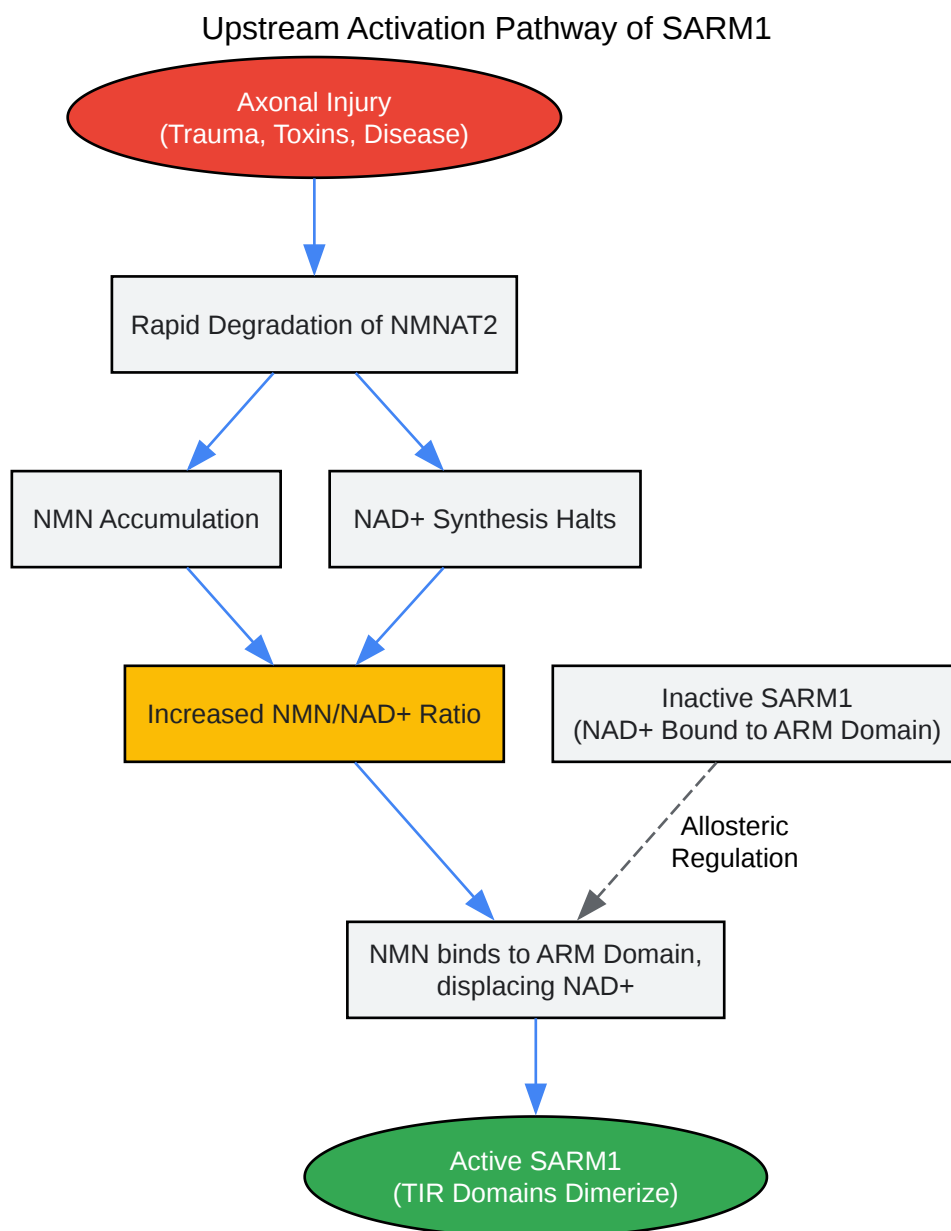 Upstream Activation Pathway of SARM1
Axonal Injury
(Trauma, Toxins, Disease)
Rapid Degradation of NMNAT2
NMN Accumulation
NAD+ Synthesis Halts
Increased NMN/NAD+ Ratio
Inactive SARM1
(NAD+ Bound to ARM Domain)
Allosteric
Regulation
NMN binds to ARM Domain,
displacing NAD+
Active SARM1
(TIR Domains Dimerize)